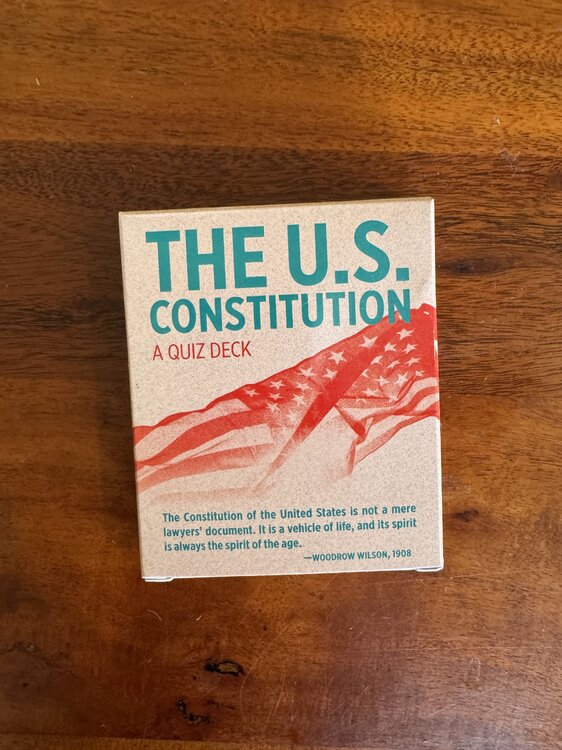 THE U.S.
CONSTITUTION
A QUIZ DECK
The Constitution of the United States is not a mere
lawyers' document. It is a vehicle of life, and its spirit
is always the spirit of the age.
—WOODROW WILSON, 1908